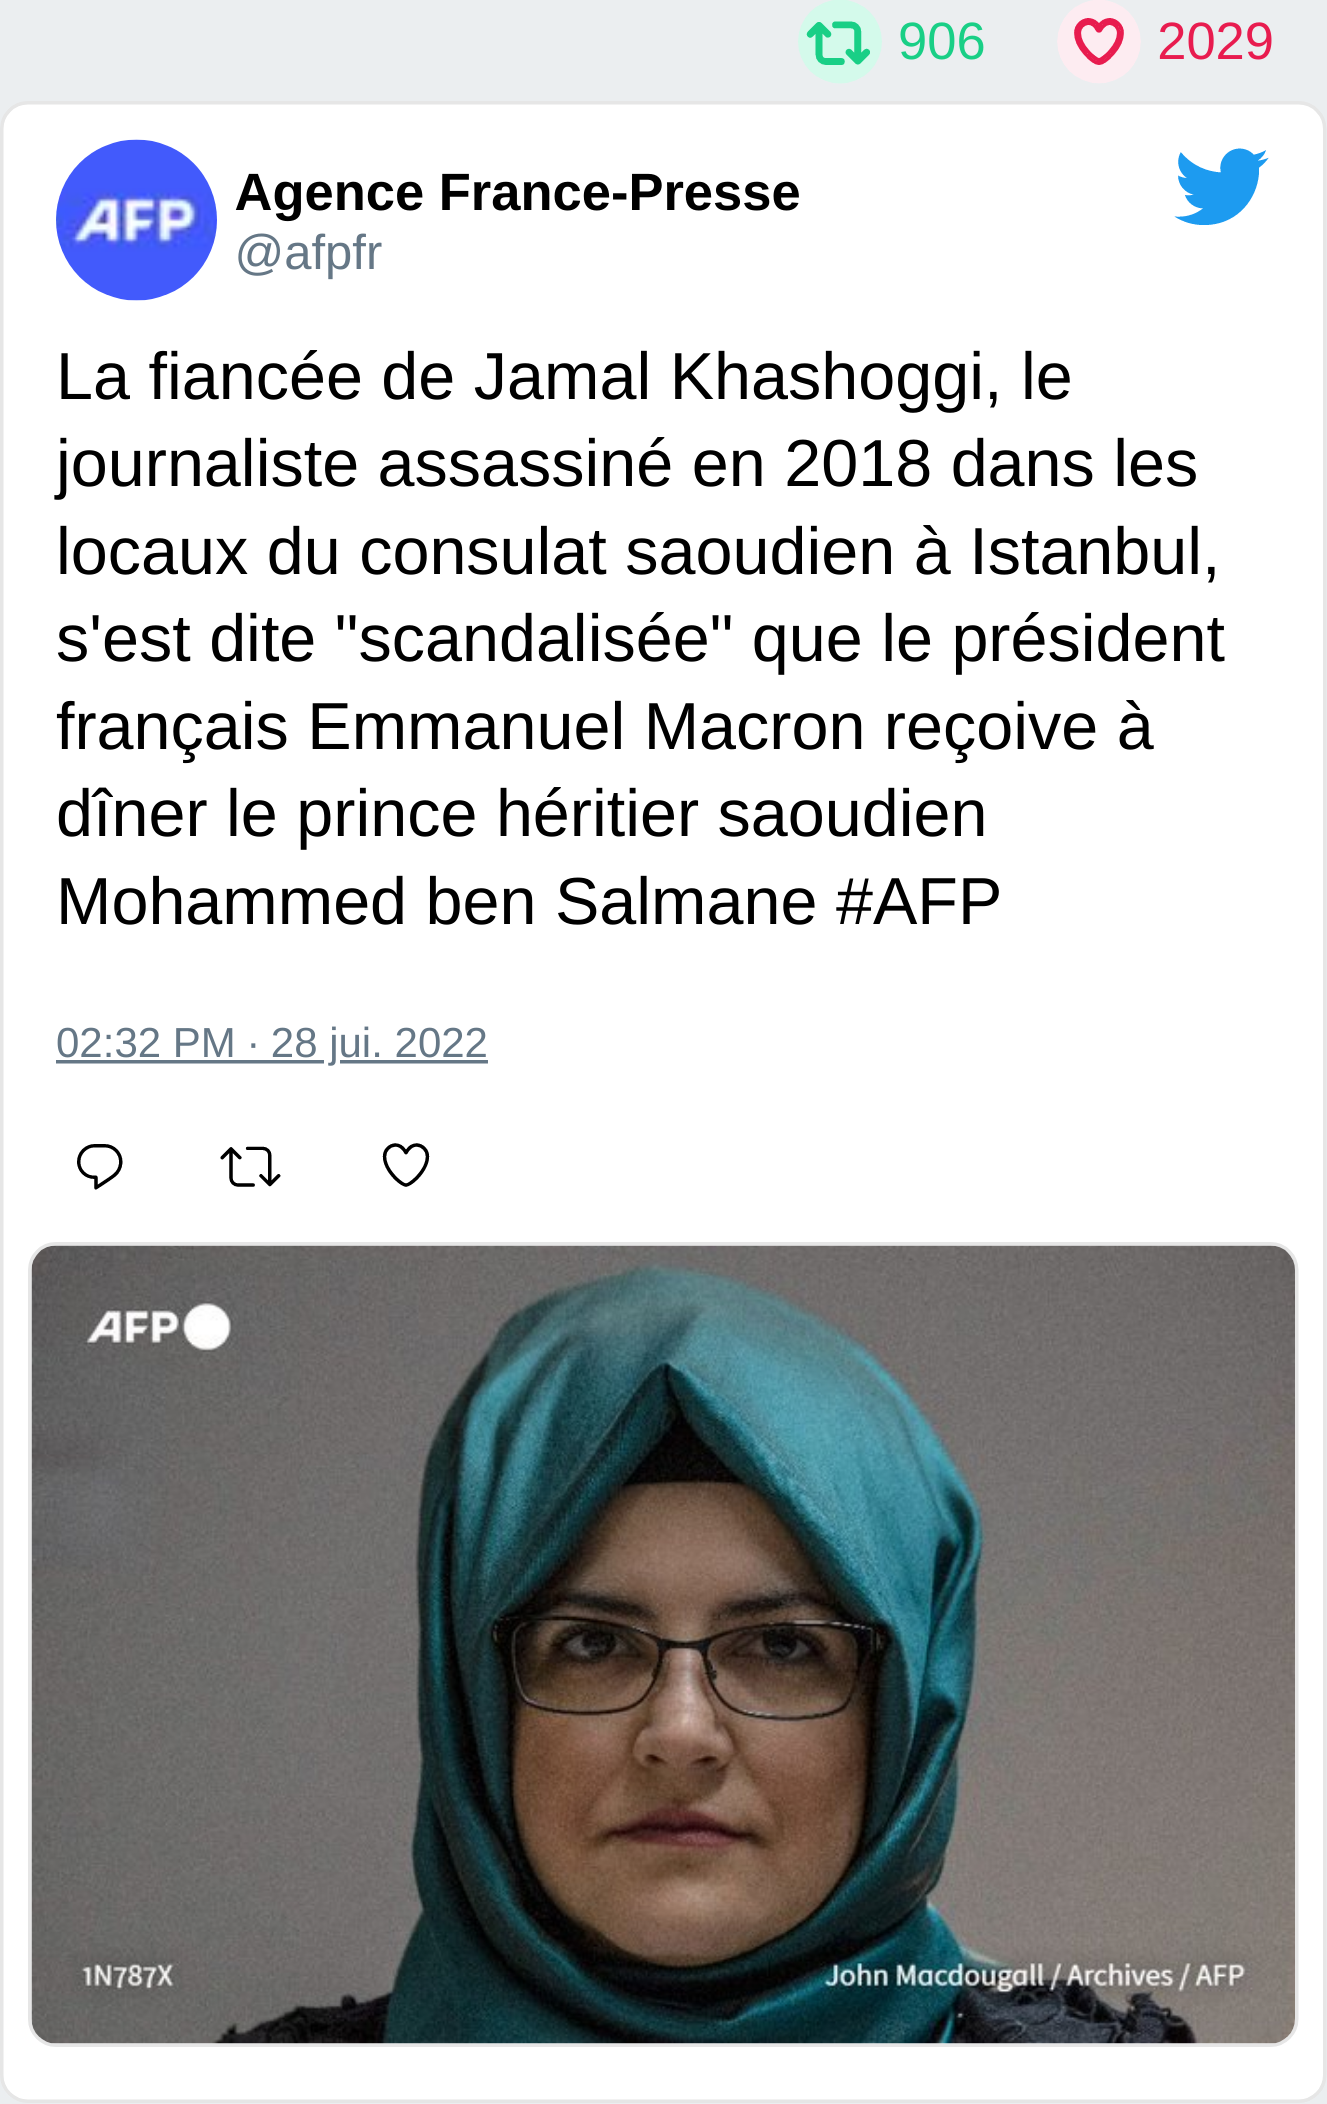 906 2029
AFP
Agence France-Presse
@afpfr
La fiancée de Jamal Khashoggi, le
journaliste assassiné en 2018 dans les
locaux du consulat saoudien à Istanbul,
s'est dite "scandalisée" que le président
français Emmanuel Macron reçoive à
dîner le prince héritier saoudien
Mohammed ben Salmane #AFP
02:32 PM · 28 jui. 2022
AFP
1N787X
John Macdougall / Archives / AFP